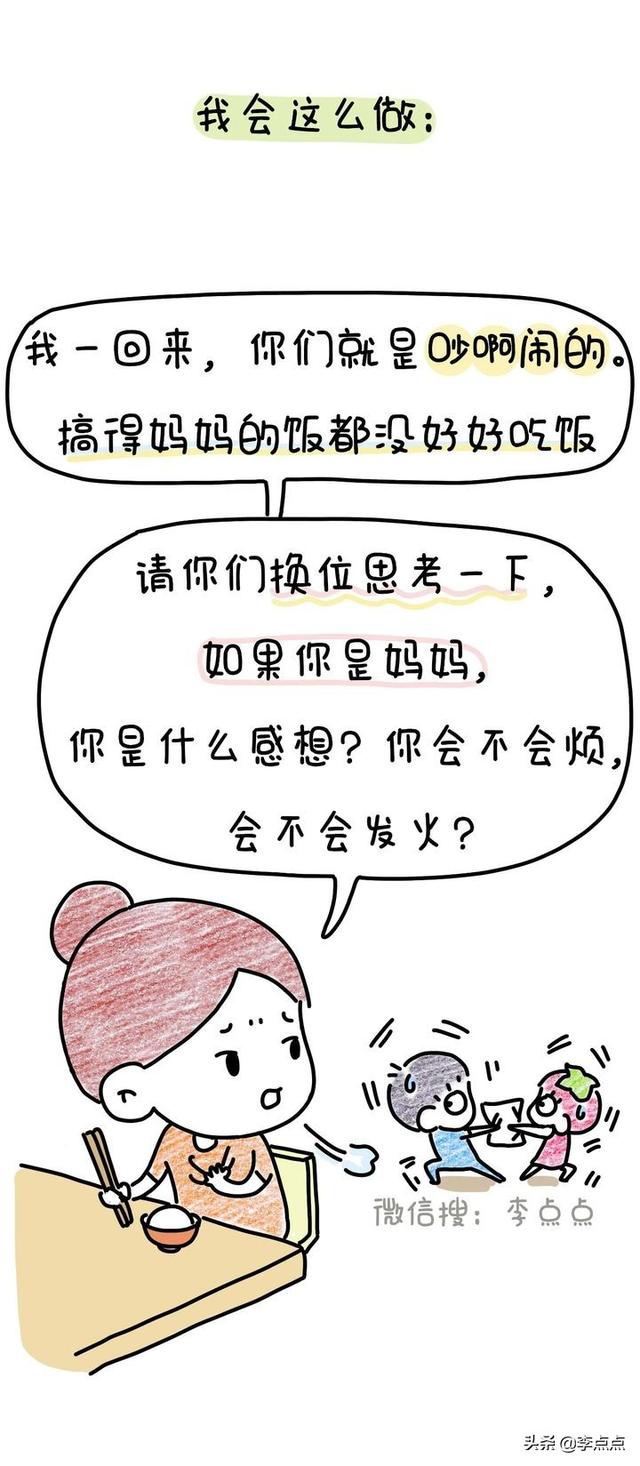 我会这么做：
我一回来，你们就是吵啊闹的。
搞得妈妈的饭都没好好吃饭
请你们换位思考一下，
如果你是妈妈，
你是什么感想？你会不会烦，
会不会发火？
微信搜：李点点
头条 @李点点